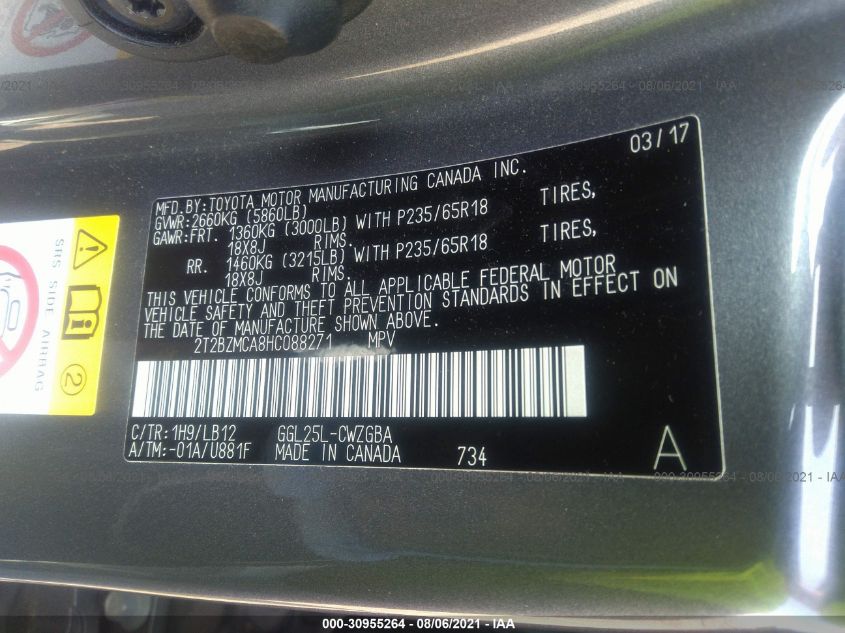 03/17
MFD.BY:TOYOTA MOTOR MANUFACTURING CANADA INC.
GVWR:2660KG (5860LB)
GAWR:FRT. 1360KG (3000LB) WITH P235/65R18 TIRES,
18X8J RIMS.
RR. 1460KG (3215LB) WITH P235/65R18 TIRES,
18X8J RIMS.
THIS VEHICLE CONFORMS TO ALL APPLICABLE FEDERAL MOTOR
VEHICLE SAFETY AND THEFT PREVENTION STANDARDS IN EFFECT ON
THE DATE OF MANUFACTURE SHOWN ABOVE.
2T2BZMCA8HC088271 MPV
C/TR:1H9/LB12 GGL25L-CWZGBA
A/TM:-01A/U881F MADE IN CANADA 734 A
SRS SIDE AIRBAG
2
000-30955264 - 08/06/2021 - IAA